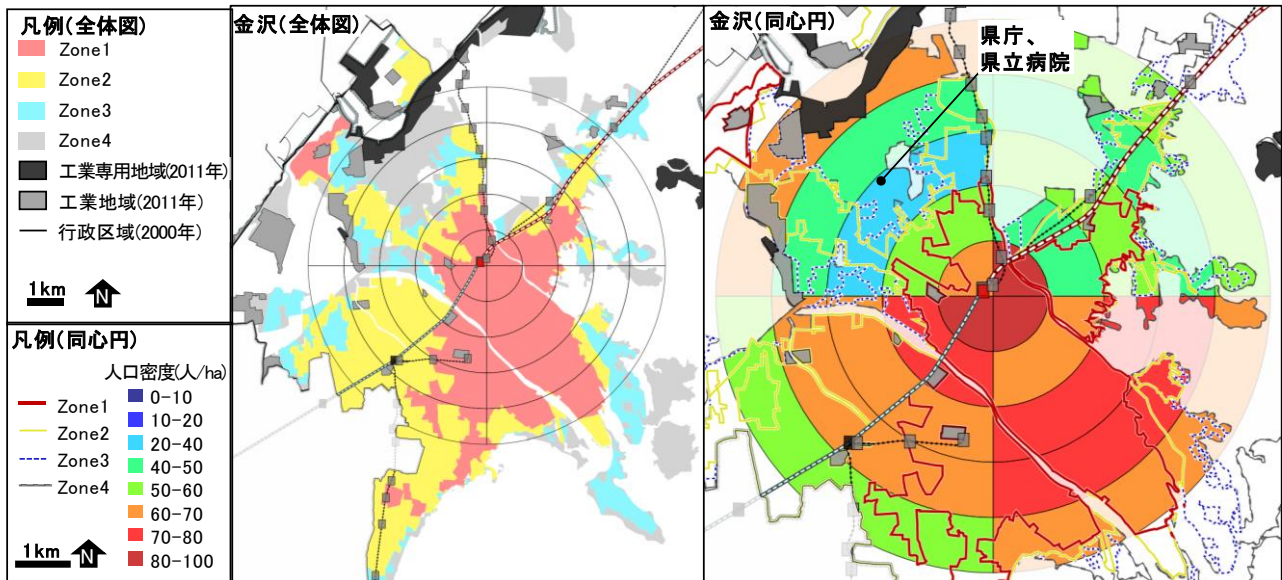 凡例(全体図)
Zone1
Zone2
Zone3
Zone4
工業専用地域(2011年)
工業地域(2011年)
行政区域(2000年)
1km
N
凡例(同心円)
人口密度(人/ha)
Zone1
Zone2
Zone3
Zone4
0-10
10-20
20-40
40-50
50-60
60-70
70-80
80-100
1km
N
金沢(全体図)
金沢(同心円)
県庁、
県立病院